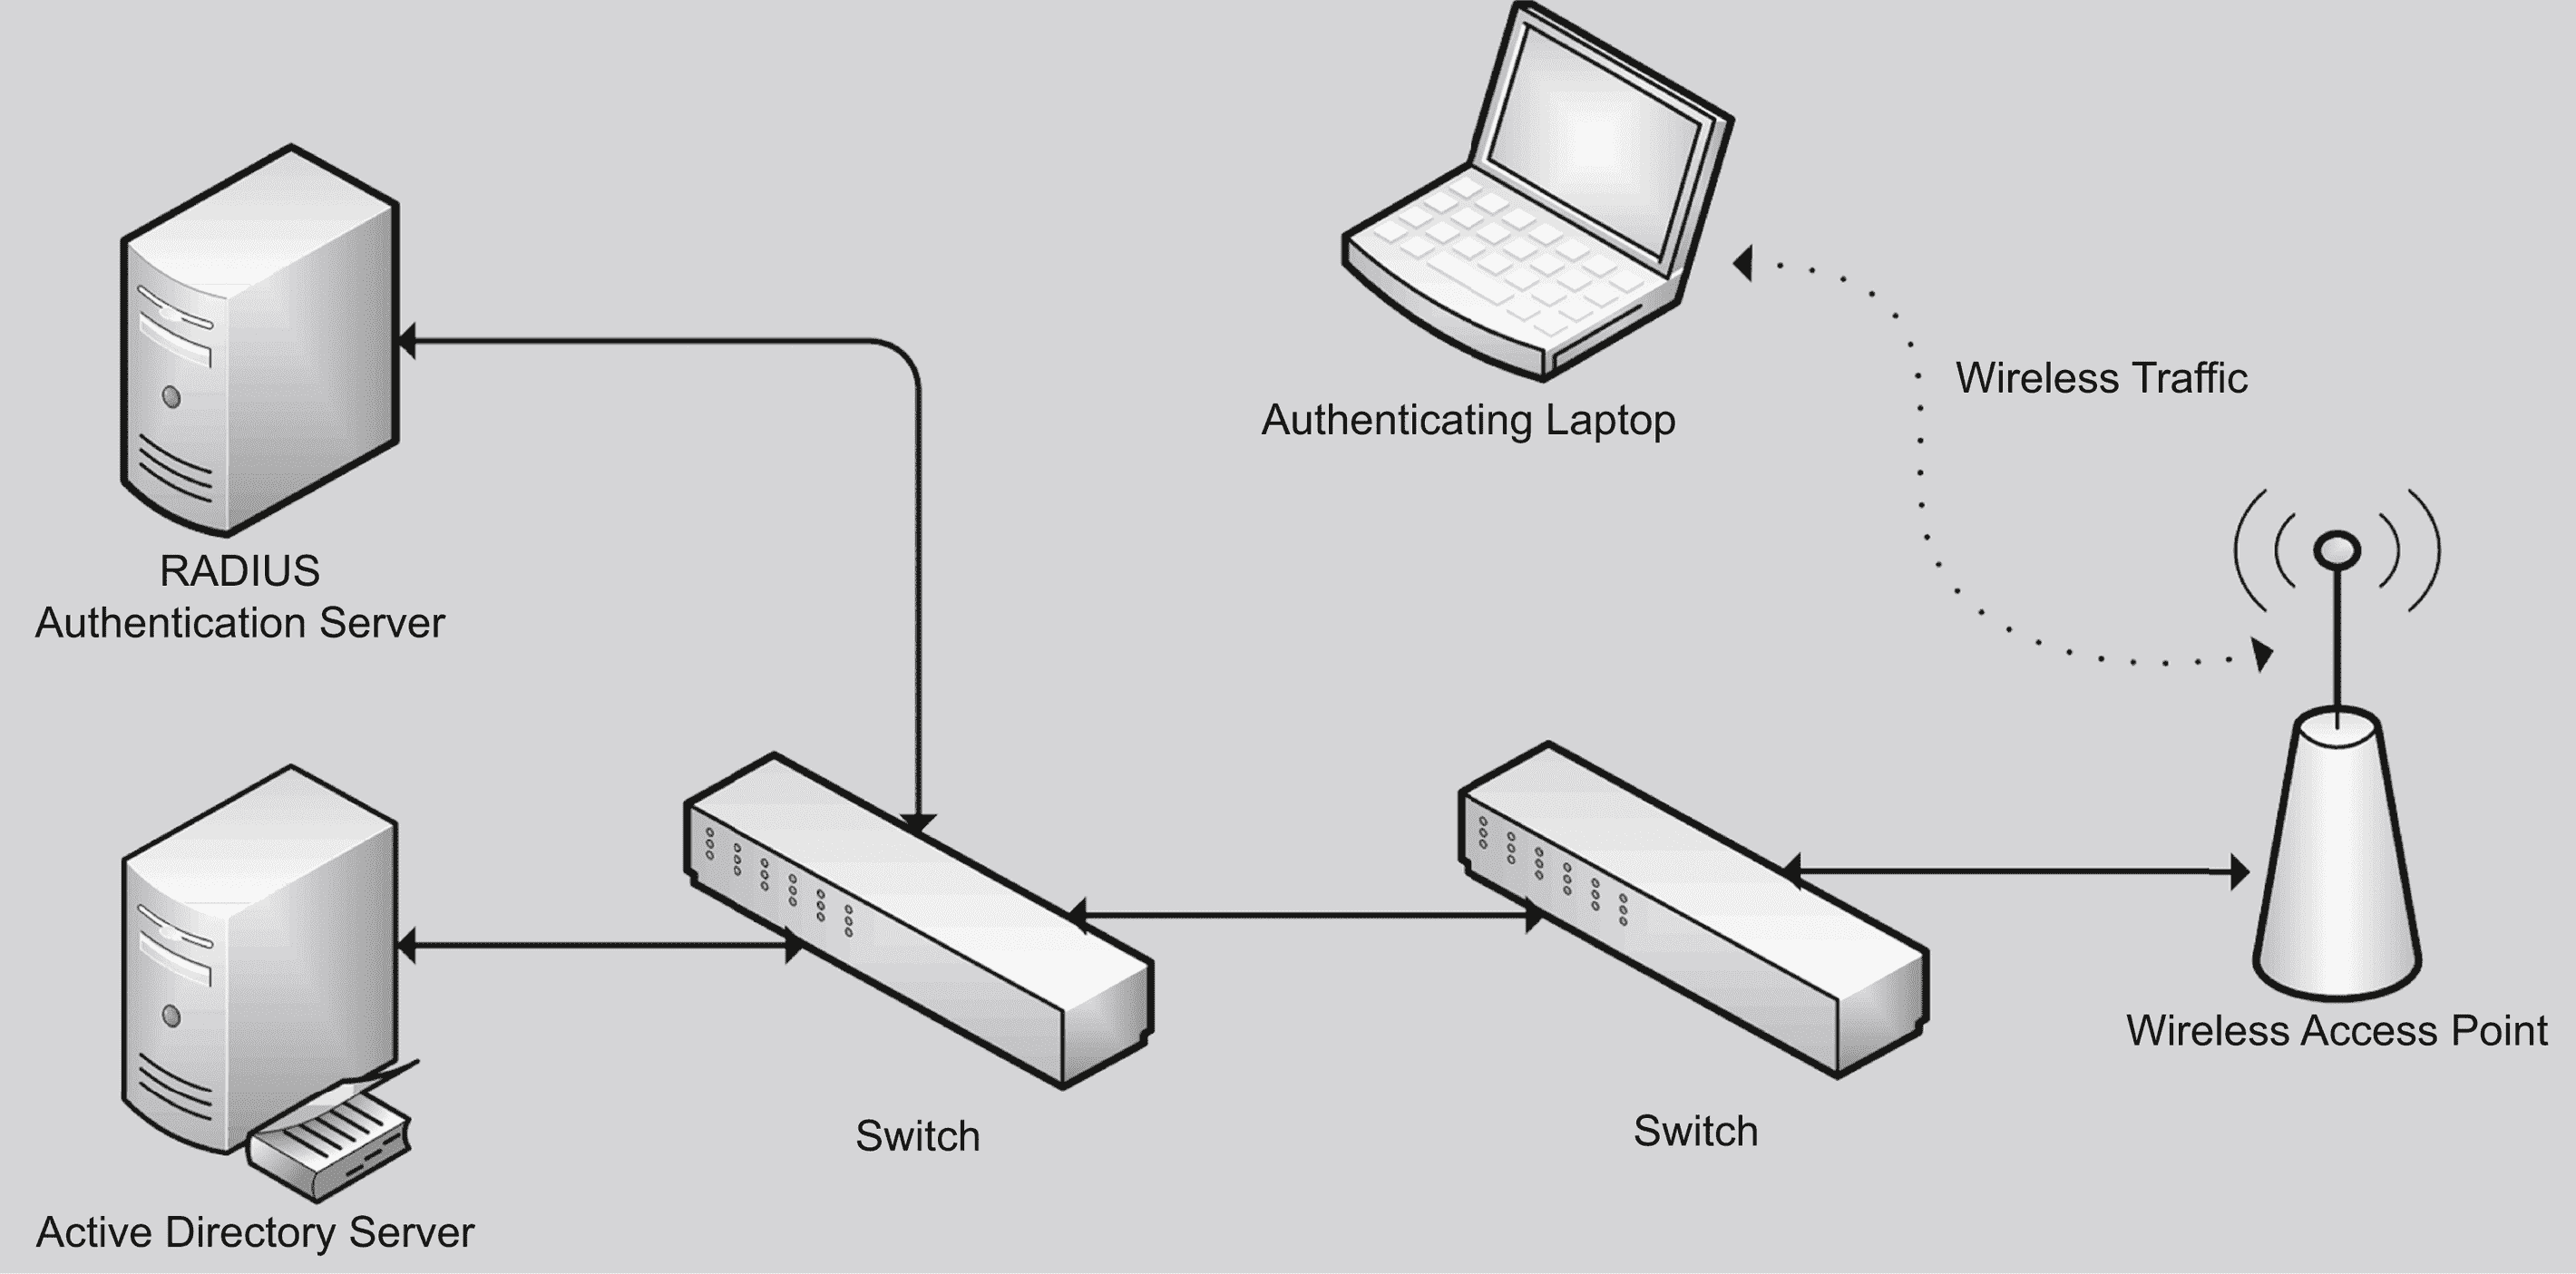 Wireless Traffic
Authenticating Laptop
RADIUS
Authentication Server
Wireless Access Point
Switch
Switch
Active Directory Server